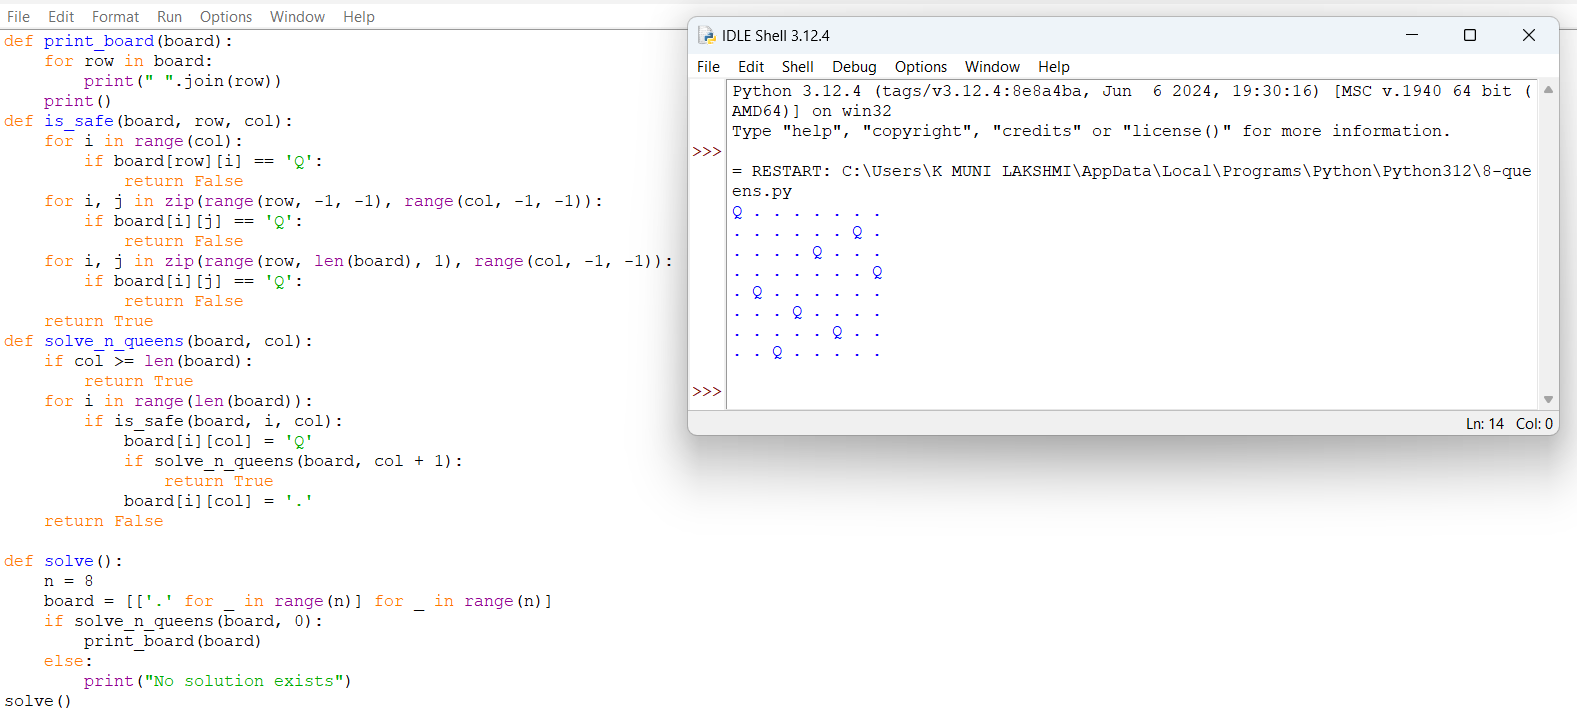 File Edit Format Run Options Window Help
def print_board(board):
    for row in board:
        print(" ".join(row))
    print()
def is_safe(board, row, col):
    for i in range(col):
        if board[row][i] == 'Q':
            return False
    for i, j in zip(range(row, -1, -1), range(col, -1, -1)):
        if board[i][j] == 'Q':
            return False
    for i, j in zip(range(row, len(board), 1), range(col, -1, -1)):
        if board[i][j] == 'Q':
            return False
    return True
def solve_n_queens(board, col):
    if col >= len(board):
        return True
    for i in range(len(board)):
        if is_safe(board, i, col):
            board[i][col] = 'Q'
            if solve_n_queens(board, col + 1):
                return True
            board[i][col] = '.'
    return False

def solve():
    n = 8
    board = [['.' for _ in range(n)] for _ in range(n)]
    if solve_n_queens(board, 0):
        print_board(board)
    else:
        print("No solution exists")
solve()
IDLE Shell 3.12.4
File Edit Shell Debug Options Window Help
Python 3.12.4 (tags/v3.12.4:8e8a4ba, Jun  6 2024, 19:30:16) [MSC v.1940 64 bit (
AMD64)] on win32
Type "help", "copyright", "credits" or "license()" for more information.
>>>
= RESTART: C:\Users\K MUNI LAKSHMI\AppData\Local\Programs\Python\Python312\8-que
ens.py
Q . . . . . . .
. . . . . . Q .
. . . . Q . . .
. . . . . . . Q
. Q . . . . . .
. . . Q . . . .
. . . . . Q . .
. . Q . . . . .
>>>
Ln: 14 Col: 0